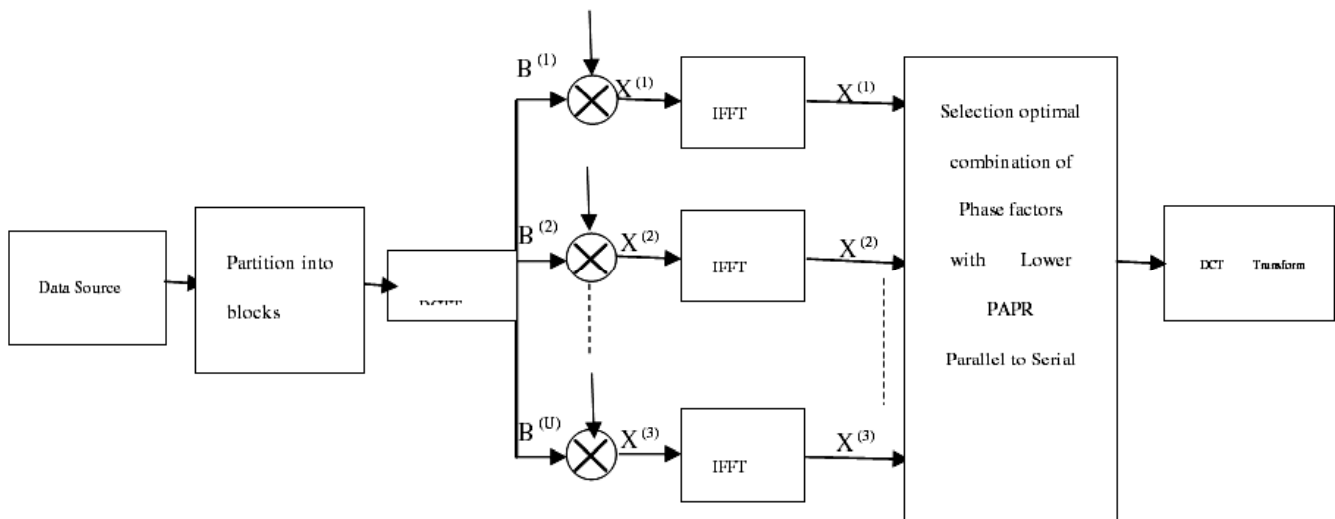 B (1)
X (1)
IFFT
X (1)
Selection optimal
combination of
Phase factors
with Lower
PAPR
Parallel to Serial
B (2)
X (2)
IFFT
X (2)
Data Source
Partition into
blocks
DCT Transform
B (U)
X (3)
IFFT
X (3)